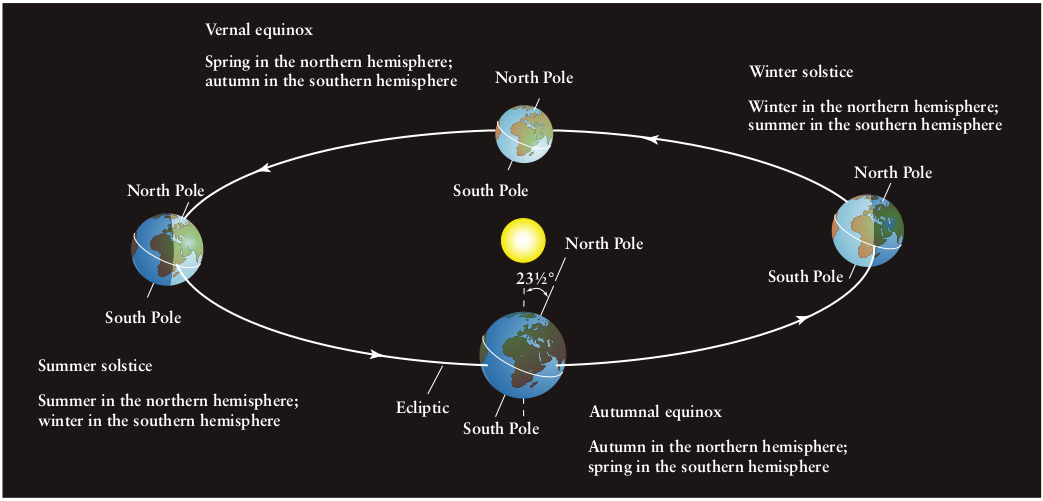 Vernal equinox
Spring in the northern hemisphere;
autumn in the southern hemisphere
North Pole
South Pole
Winter solstice
Winter in the northern hemisphere;
summer in the southern hemisphere
North Pole
South Pole
North Pole
South Pole
Summer solstice
Summer in the northern hemisphere;
winter in the southern hemisphere
North Pole
23½°
South Pole
Ecliptic
Autumnal equinox
Autumn in the northern hemisphere;
spring in the southern hemisphere